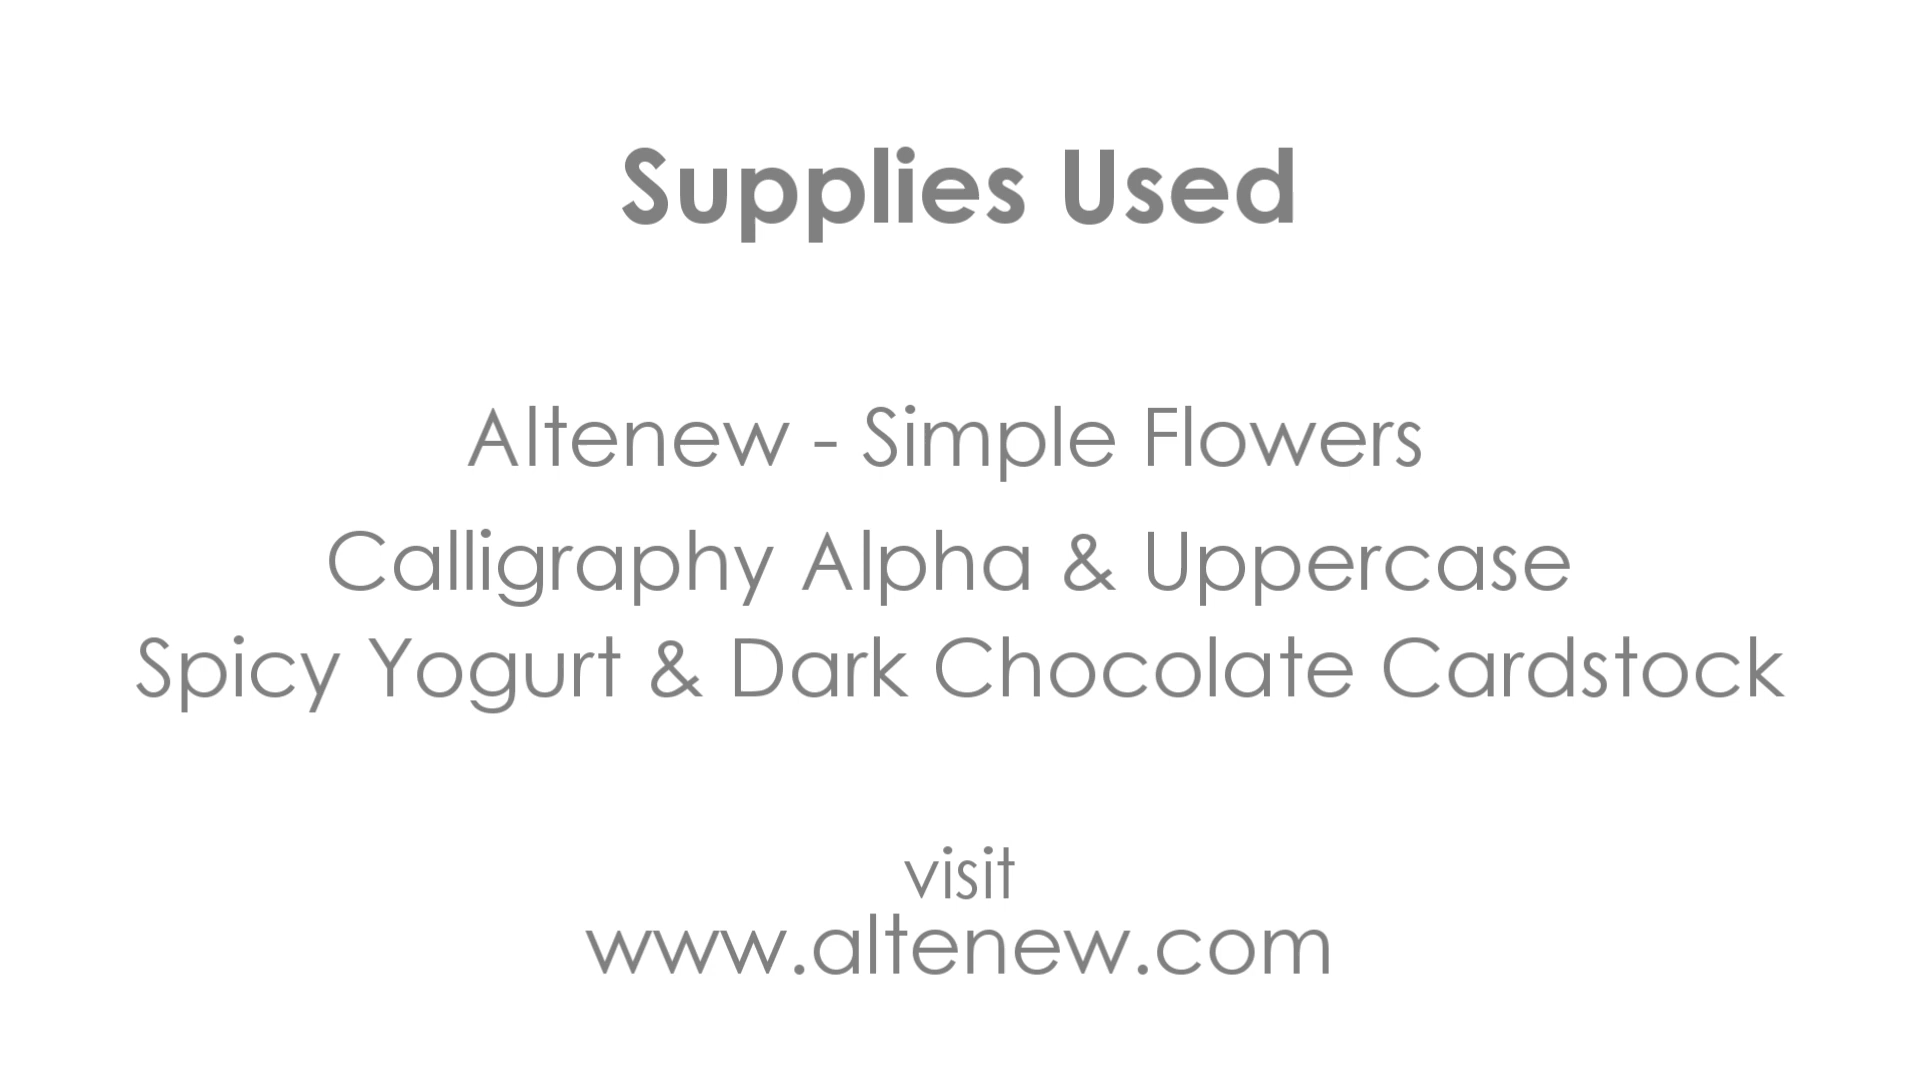 Supplies Used
Altenew - Simple Flowers
Calligraphy Alpha & Uppercase
Spicy Yogurt & Dark Chocolate Cardstock
visit
www.altenew.com